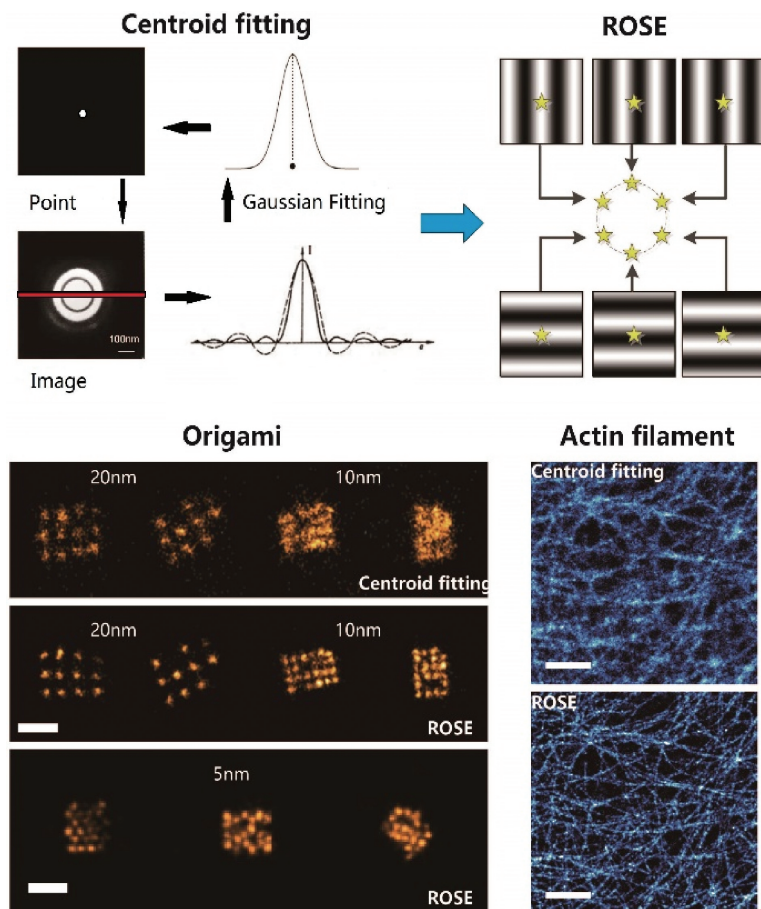 Centroid fitting
ROSE
Point
Gaussian Fitting
I
100nm
Image
Origami
Actin filament
20nm
10nm
Centroid fitting
Centroid fitting
20nm
10nm
ROSE
ROSE
5nm
ROSE